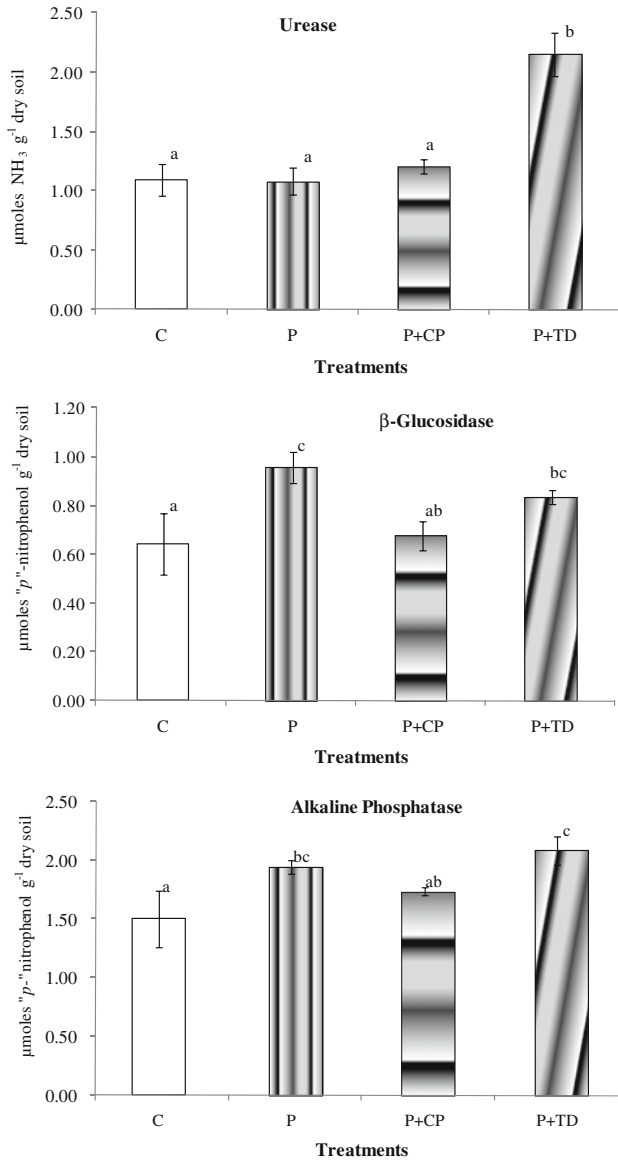 Urease
μmoles NH3 g-1 dry soil
2.50
2.00
1.50
1.00
0.50
0.00
a
a
a
b
C P P+CP P+TD
Treatments
β-Glucosidase
μmoles "p"-nitrophenol g-1 dry soil
1.20
1.00
0.80
0.60
0.40
0.20
0.00
a
c
ab
bc
C P P+CP P+TD
Treatments
Alkaline Phosphatase
μmoles "p-"nitrophenol g-1 dry soil
2.50
2.00
1.50
1.00
0.50
0.00
a
bc
ab
c
C P P+CP P+TD
Treatments